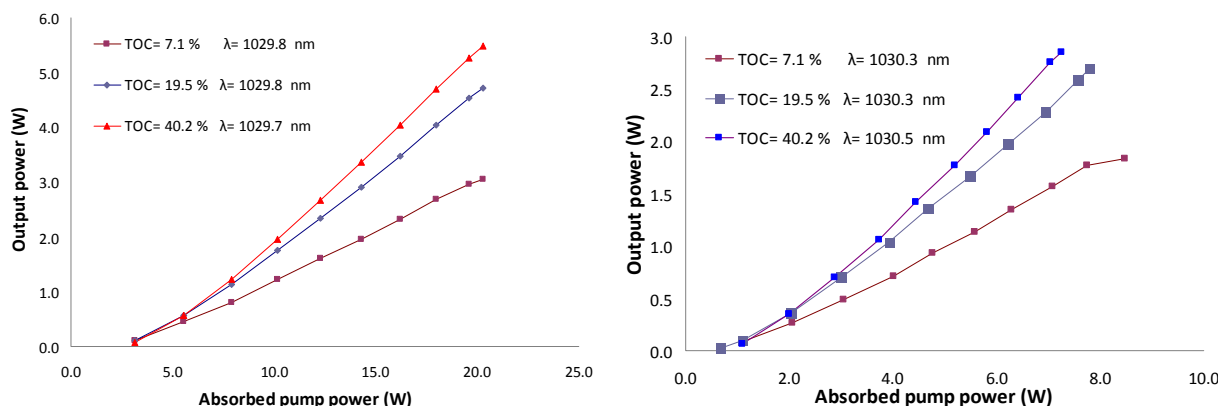 6.0
5.0
4.0
3.0
2.0
1.0
0.0
Output power (W)
TOC= 7.1 % λ= 1029.8 nm
TOC= 19.5 % λ= 1029.8 nm
TOC= 40.2 % λ= 1029.7 nm
0.0 5.0 10.0 15.0 20.0 25.0
Absorbed pump power (W)
3.0
2.5
2.0
1.5
1.0
0.5
0.0
Output power (W)
TOC= 7.1 % λ= 1030.3 nm
TOC= 19.5 % λ= 1030.3 nm
TOC= 40.2 % λ= 1030.5 nm
0.0 2.0 4.0 6.0 8.0 10.0
Absorbed pump power (W)